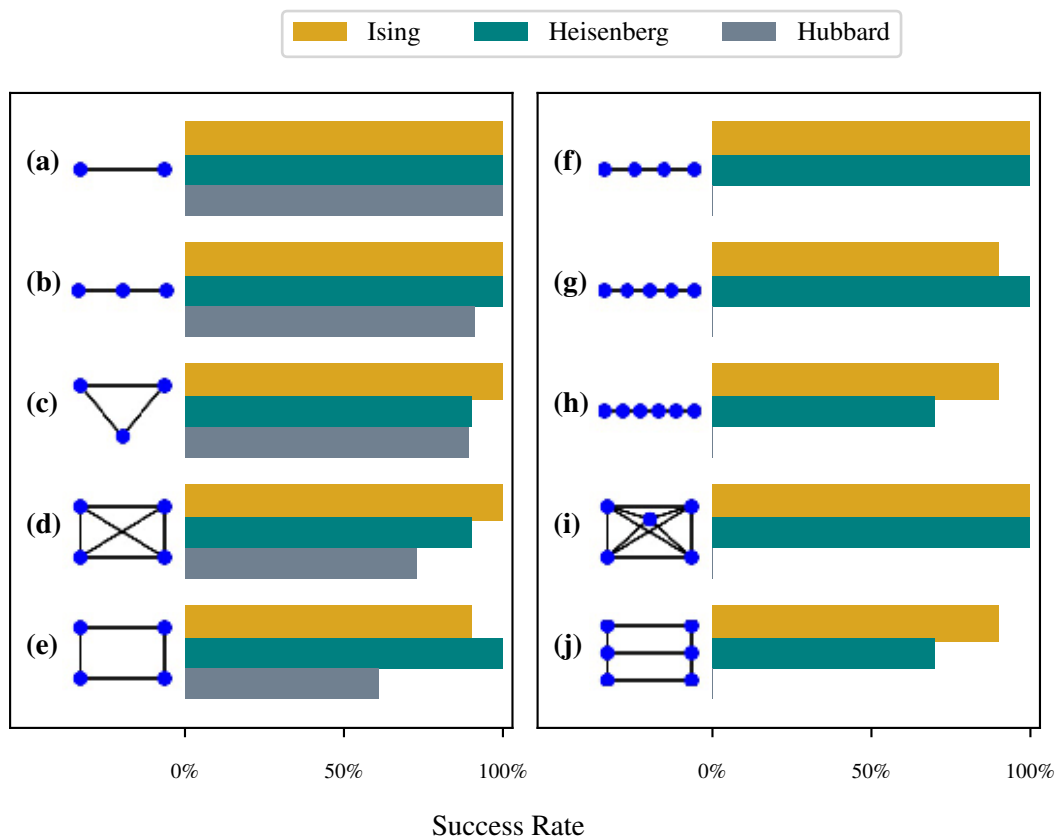 Ising Heisenberg Hubbard
(a)
(b)
(c)
(d)
(e)
(f)
(g)
(h)
(i)
(j)
0% 50% 100%
0% 50% 100%
Success Rate